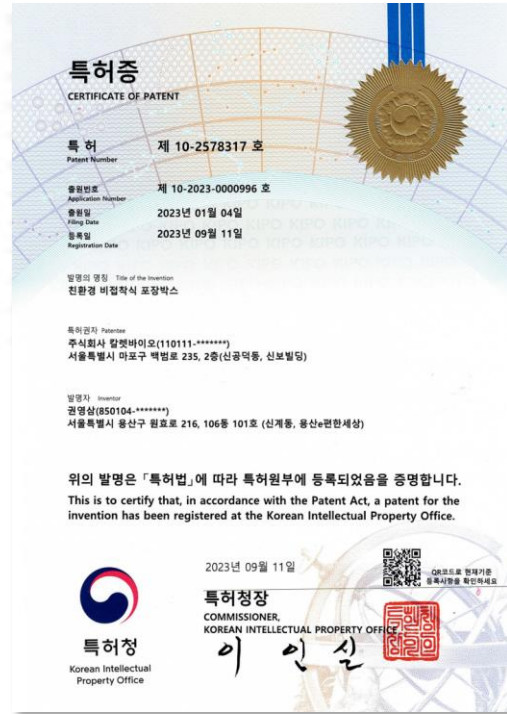 특허증
CERTIFICATE OF PATENT
특 허 제 10-2578317 호
Patent Number
출원번호 제 10-2023-0000996 호
Application Number
출원일 2023년 01월 04일
Filing Date
등록일 2023년 09월 11일
Registration Date
발명의 명칭 Title of the Invention
친환경 비접착식 포장박스
특허권자 Patentee
주식회사 칼렛바이오(110111-*******)
서울특별시 마포구 백범로 235, 2층(신공덕동, 신보빌딩)
발명자 Inventor
권영삼(850104-*******)
서울특별시 용산구 원효로 216, 106동 101호 (신계동, 용산e편한세상)
위의 발명은 「특허법」에 따라 특허원부에 등록되었음을 증명합니다.
This is to certify that, in accordance with the Patent Act, a patent for the
invention has been registered at the Korean Intellectual Property Office.
2023년 09월 11일
QR코드로 현재기준
등록사항을 확인하세요
특허청장
COMMISSIONER,
KOREAN INTELLECTUAL PROPERTY OFFICE
이 인 실
특허청
Korean Intellectual
Property Office